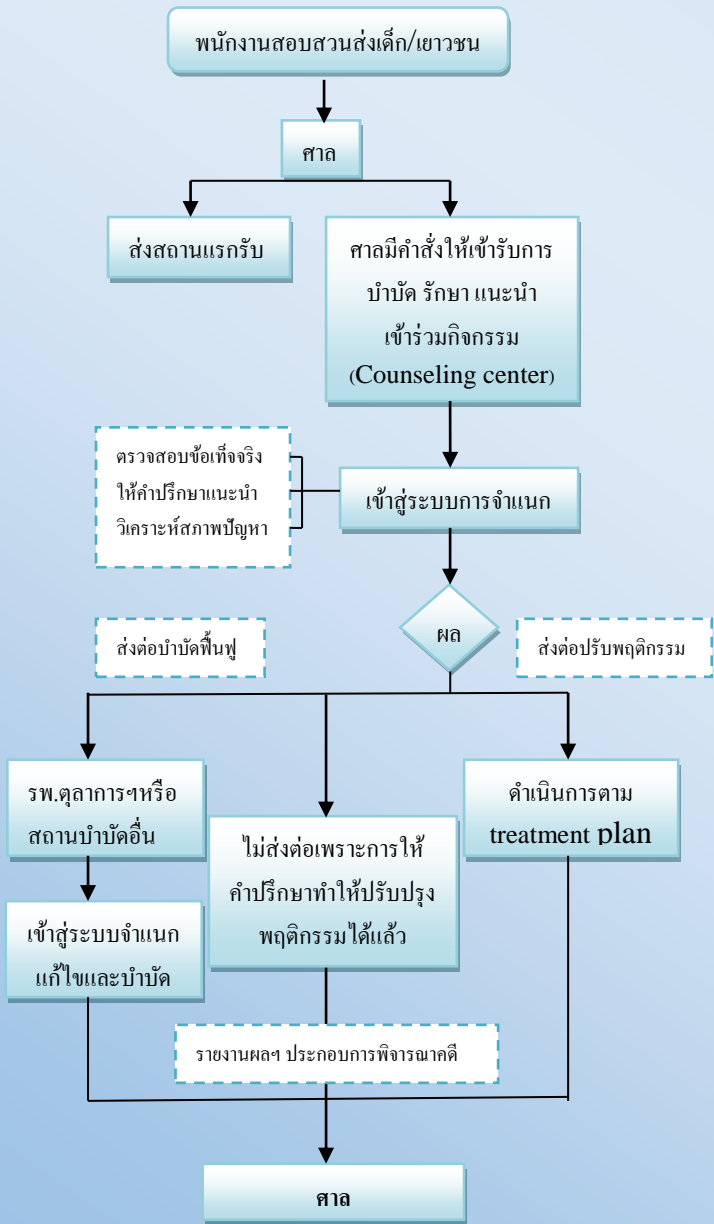 พนักงานสอบสวนส่งเด็ก/เยาวชน
ศาล
ส่งสถานแรกรับ
ศาลมีคำสั่งให้เข้ารับการ
บำบัด รักษา แนะนำ
เข้าร่วมกิจกรรม
(Counseling center)
ตรวจสอบข้อเท็จจริง
ให้คำปรึกษาแนะนำ
วิเคราะห์สภาพปัญหา
เข้าสู่ระบบการจำแนก
ผล
ส่งต่อบำบัดฟื้นฟู
ส่งต่อปรับพฤติกรรม
รพ.ตุลาการฯหรือ
สถานบำบัดอื่น
ไม่ส่งต่อเพราะการให้
คำปรึกษาทำให้ปรับปรุง
พฤติกรรมได้แล้ว
ดำเนินการตาม
treatment plan
เข้าสู่ระบบจำแนก
แก้ไขและบำบัด
รายงานผลฯ ประกอบการพิจารณาคดี
ศาล